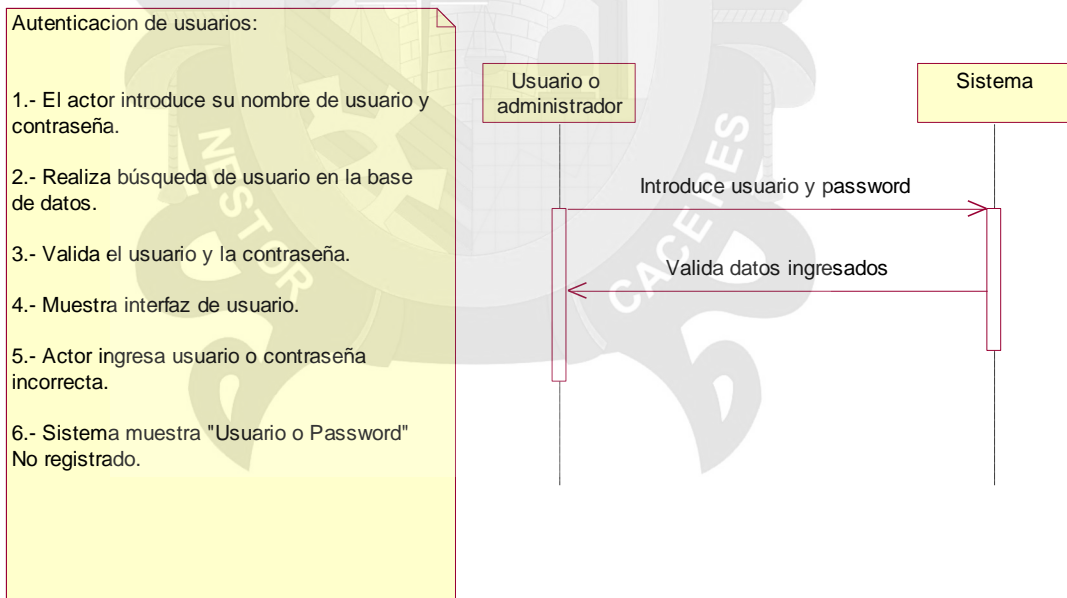 Autenticacion de usuarios:
1.- El actor introduce su nombre de usuario y
contraseña.
2.- Realiza búsqueda de usuario en la base
de datos.
3.- Valida el usuario y la contraseña.
4.- Muestra interfaz de usuario.
5.- Actor ingresa usuario o contraseña
incorrecta.
6.- Sistema muestra "Usuario o Password"
No registrado.
Usuario o
administrador
Sistema
Introduce usuario y password
Valida datos ingresados
NESTOR
CACERES